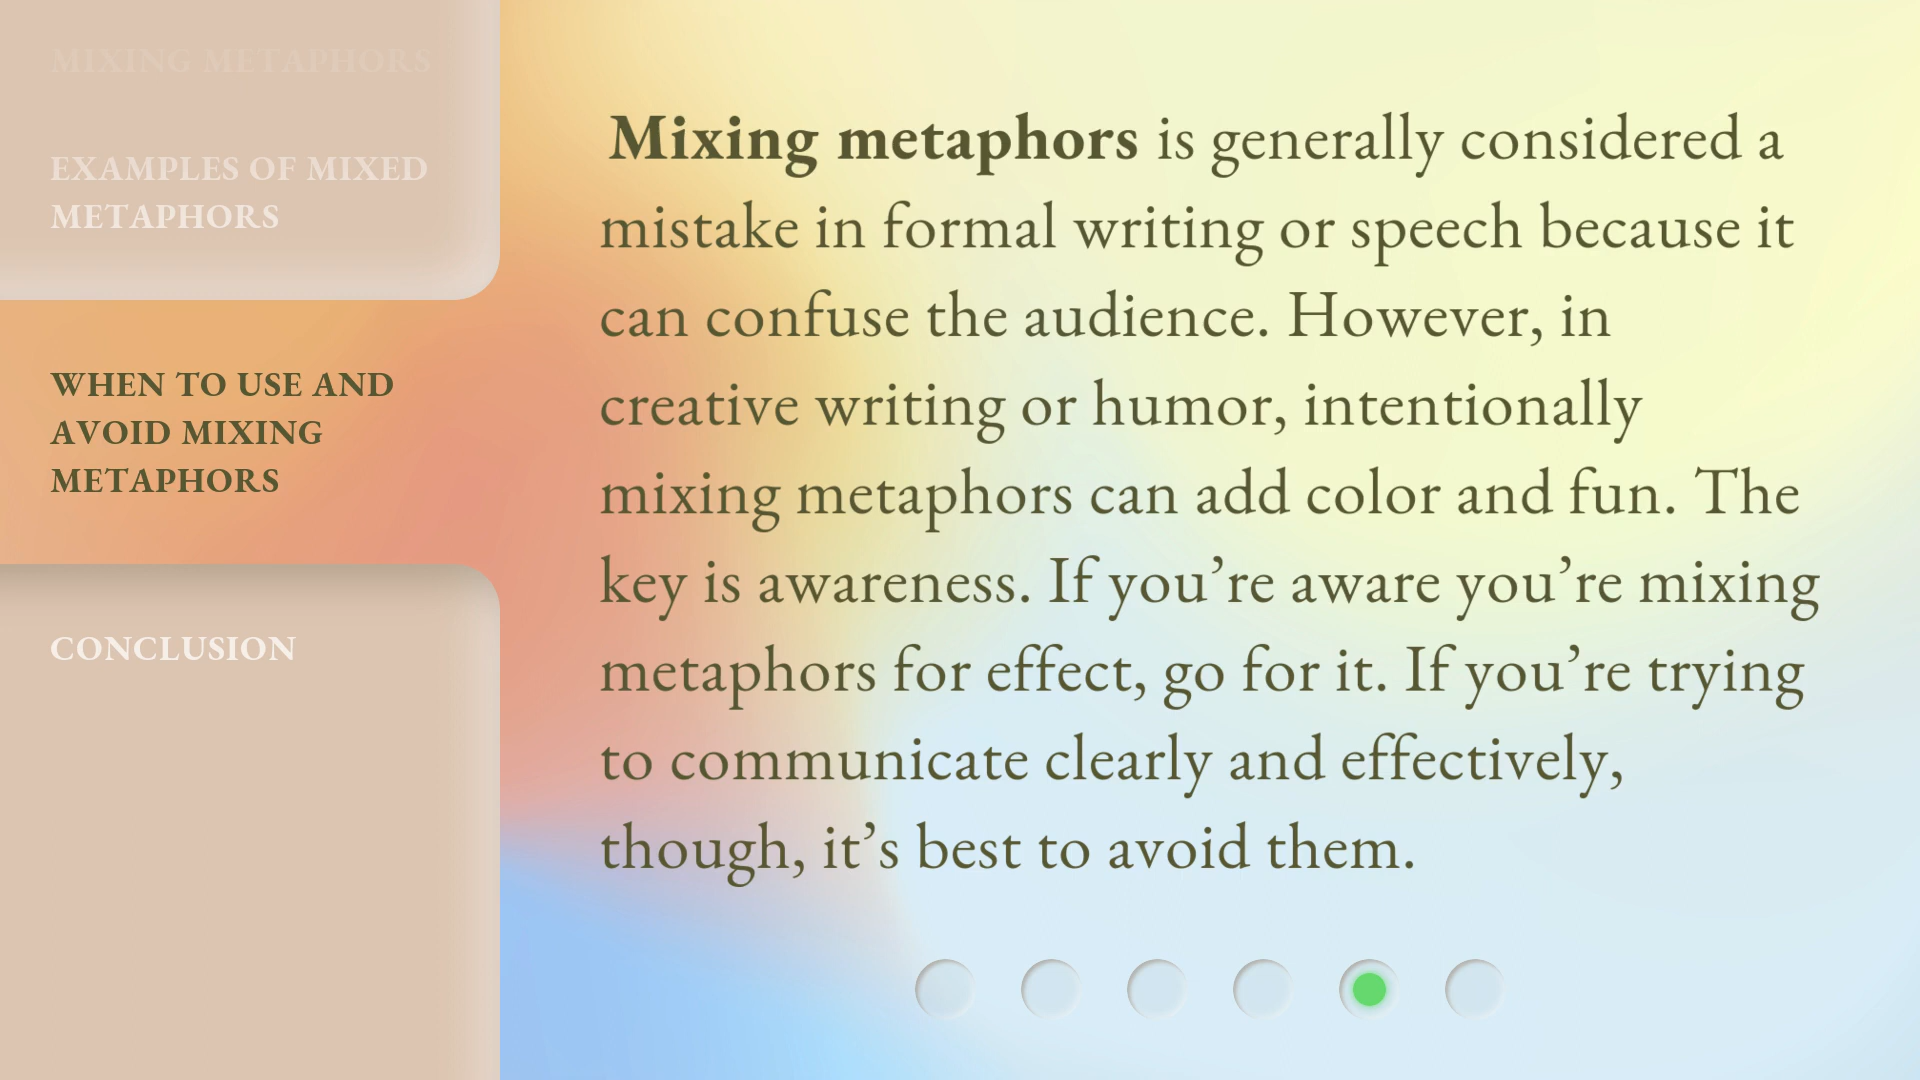 MIXING METAPHORS
EXAMPLES OF MIXED
METAPHORS
WHEN TO USE AND
AVOID MIXING
METAPHORS
CONCLUSION
Mixing metaphors is generally considered a
mistake in formal writing or speech because it
can confuse the audience. However, in
creative writing or humor, intentionally
mixing metaphors can add color and fun. The
key is awareness. If you’re aware you’re mixing
metaphors for effect, go for it. If you’re trying
to communicate clearly and effectively,
though, it’s best to avoid them.